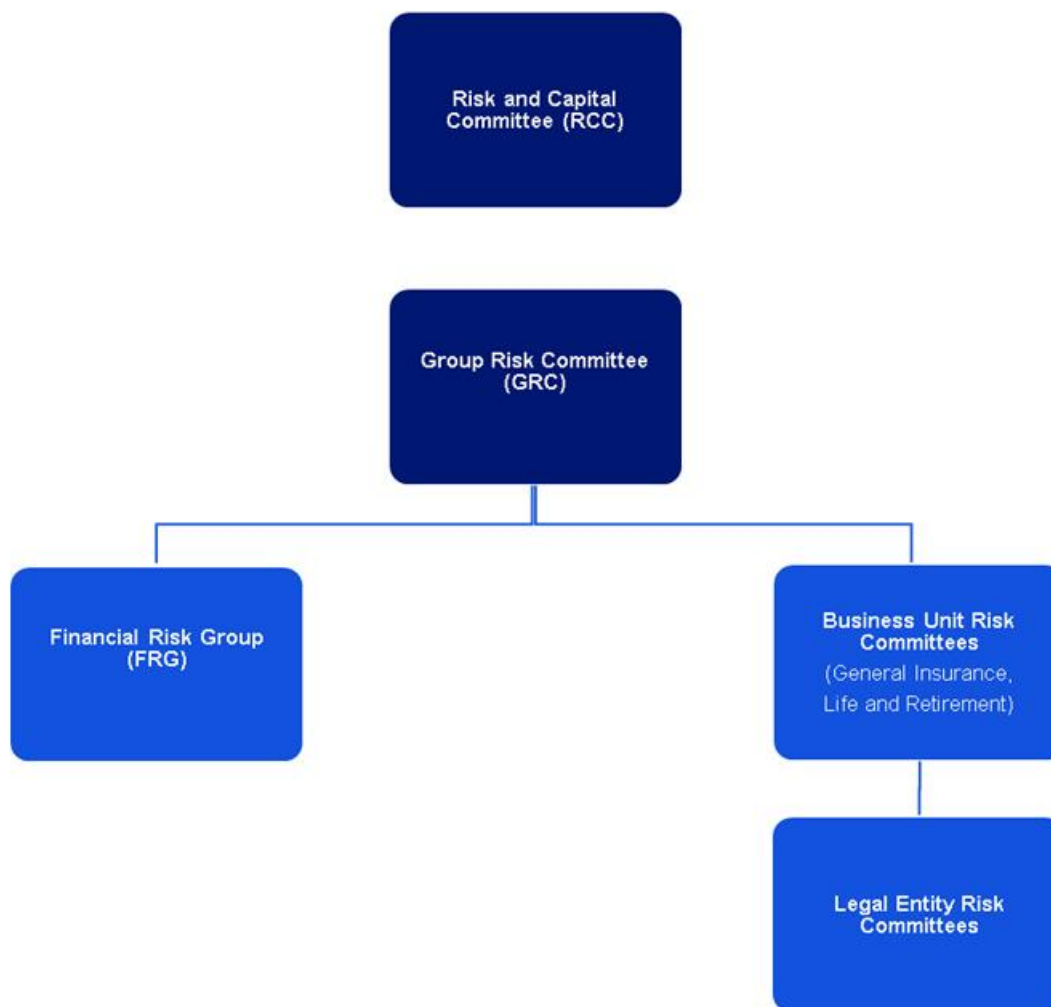 Risk and Capital
Committee (RCC)
Group Risk Committee
(GRC)
Financial Risk Group
(FRG)
Business Unit Risk
Committees
(General Insurance,
Life and Retirement)
Legal Entity Risk
Committees